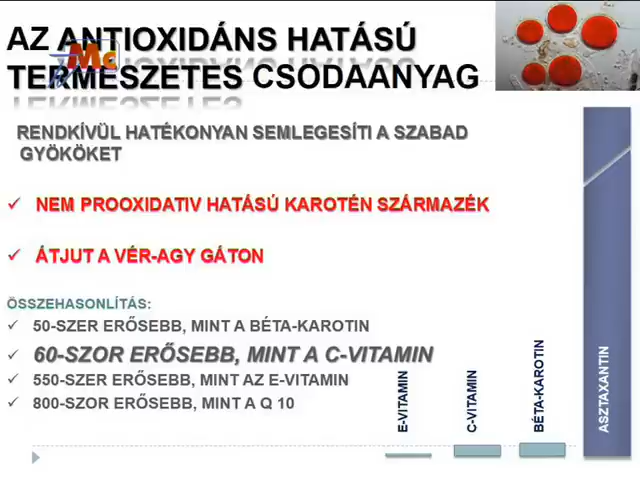 AZ ANTIOXIDÁNS HATÁSÚ
TERMÉSZETES CSODAANYAG
Mc
RENDKÍVÜL HATÉKONYAN SEMLEGESÍTI A SZABAD
GYÖKÖKET
NEM PROOXIDATIV HATÁSÚ KAROTÉN SZÁRMAZÉK
ÁTJUT A VÉR-AGY GÁTON
ÖSSZEHASONLÍTÁS:
50-SZER ERŐSEBB, MINT A BÉTA-KAROTIN
60-SZOR ERŐSEBB, MINT A C-VITAMIN
550-SZER ERŐSEBB, MINT AZ E-VITAMIN
800-SZOR ERŐSEBB, MINT A Q 10
E-VITAMIN
C-VITAMIN
BÉTA-KAROTIN
ASZTAXANTIN